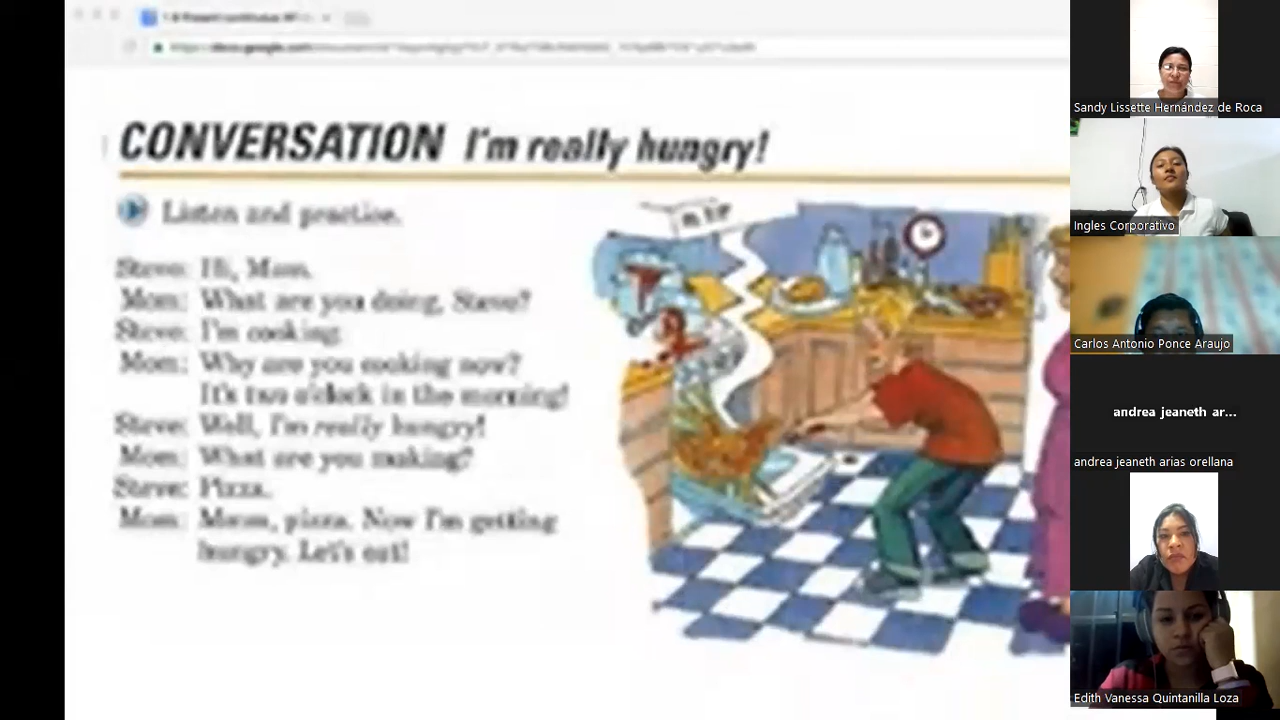 CONVERSATION I'm really hungry!
Listen and practice.
Steve: Hi, Mom.
Mom: What are you doing, Steve?
Steve: I'm cooking.
Mom: Why are you cooking now?
It's two o'clock in the morning!
Steve: Well, I'm really hungry!
Mom: What are you making?
Steve: Pizza.
Mom: Mmm, pizza. Now I'm getting
hungry. Let's eat!
Sandy Lissette Hernández de Roca
Ingles Corporativo
Carlos Antonio Ponce Araujo
andrea jeaneth ar...
andrea jeaneth arias orellana
Edith Vanessa Quintanilla Loza